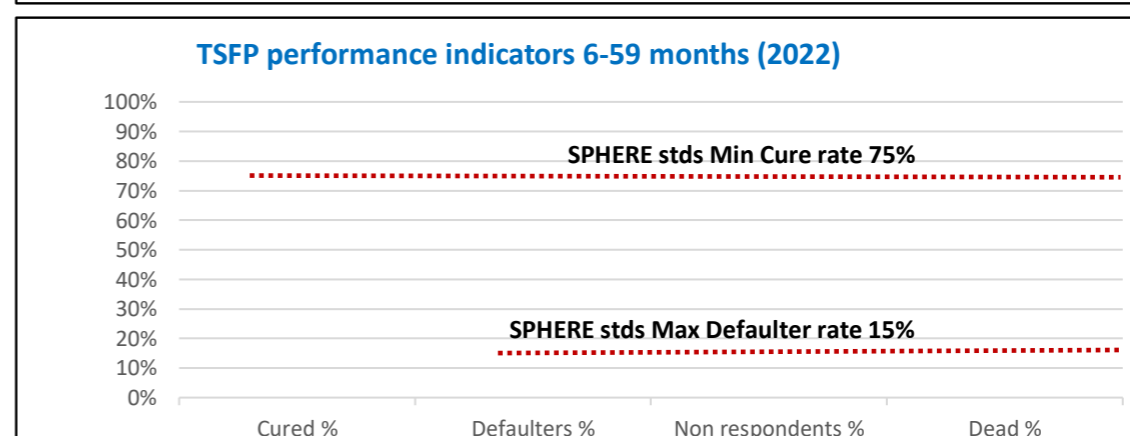 TSFP performance indicators 6-59 months (2022)
100%
90%
80%
70%
60%
50%
40%
30%
20%
10%
0%
SPHERE stds Min Cure rate 75%
SPHERE stds Max Defaulter rate 15%
Cured % Defaulters % Non respondents % Dead %